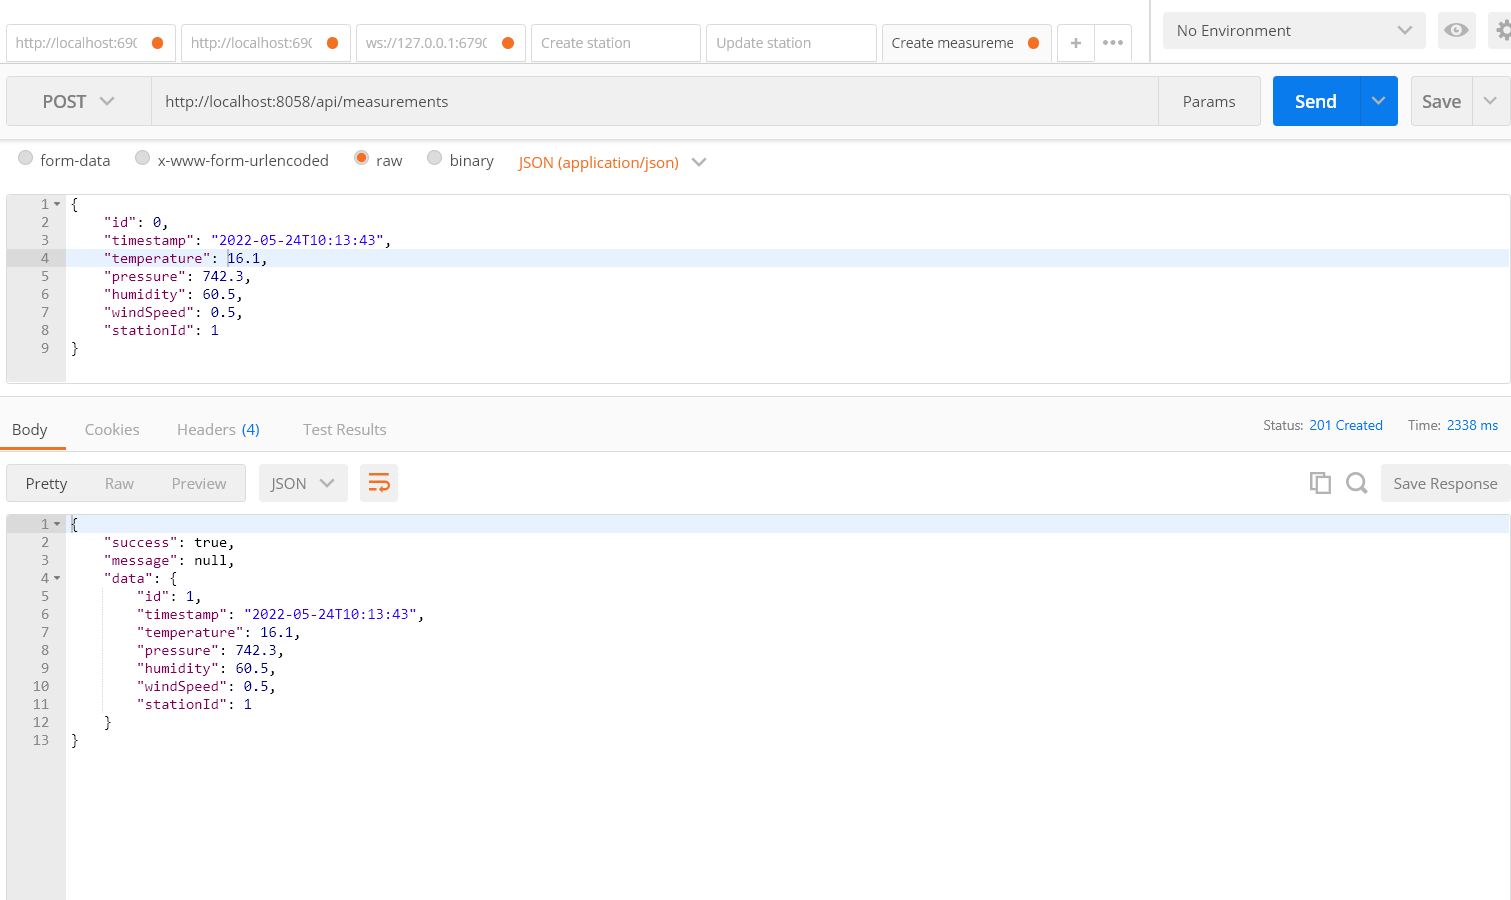 http://localhost:690 http://localhost:690 ws://127.0.0.1:6790 Create station Update station Create measureme + ••• No Environment
POST http://localhost:8058/api/measurements Params Send Save
form-data x-www-form-urlencoded raw binary JSON (application/json)
1 {
2 "id": 0,
3 "timestamp": "2022-05-24T10:13:43",
4 "temperature": 16.1,
5 "pressure": 742.3,
6 "humidity": 60.5,
7 "windSpeed": 0.5,
8 "stationId": 1
9 }
Body Cookies Headers (4) Test Results Status: 201 Created Time: 2338 ms
Pretty Raw Preview JSON Save Response
1 {
2 "success": true,
3 "message": null,
4 "data": {
5 "id": 1,
6 "timestamp": "2022-05-24T10:13:43",
7 "temperature": 16.1,
8 "pressure": 742.3,
9 "humidity": 60.5,
10 "windSpeed": 0.5,
11 "stationId": 1
12 }
13 }